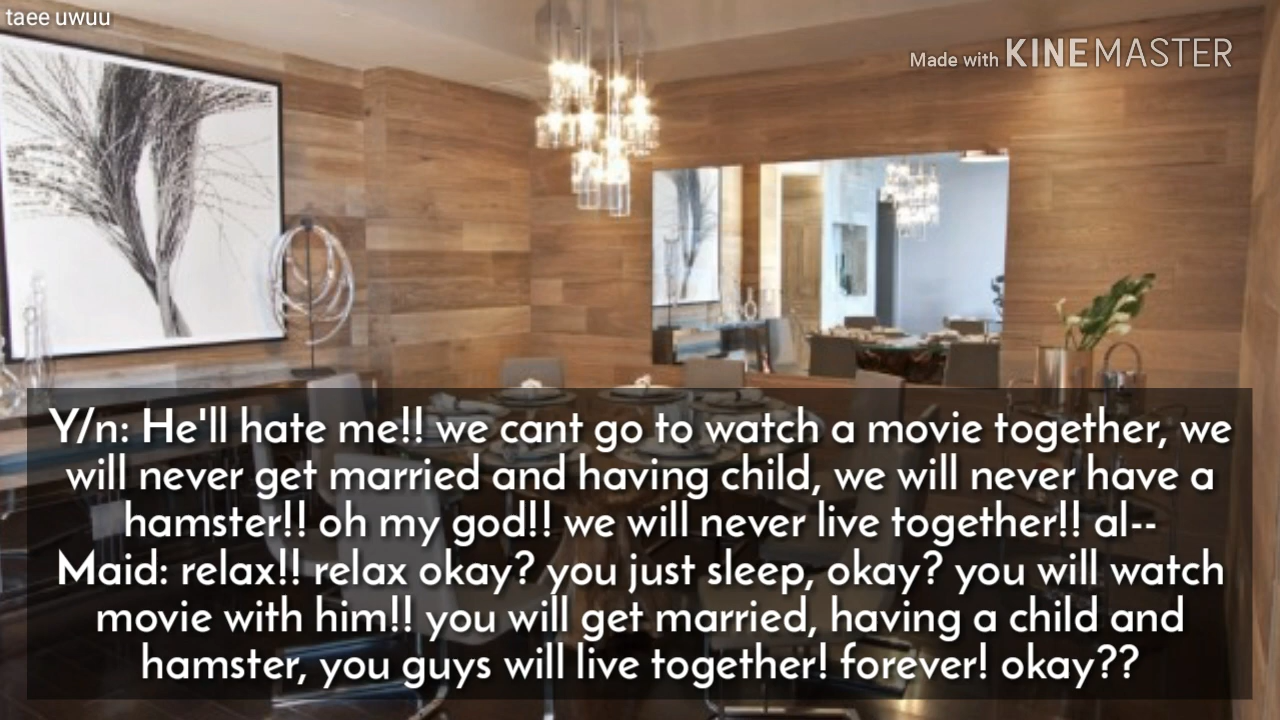 taee uwuu
Made with KINEMASTER
Y/n: He'll hate me!! we cant go to watch a movie together, we
will never get married and having child, we will never have a
hamster!! oh my god!! we will never live together!! al--
Maid: relax!! relax okay? you just sleep, okay? you will watch
movie with him!! you will get married, having a child and
hamster, you guys will live together! forever! okay??